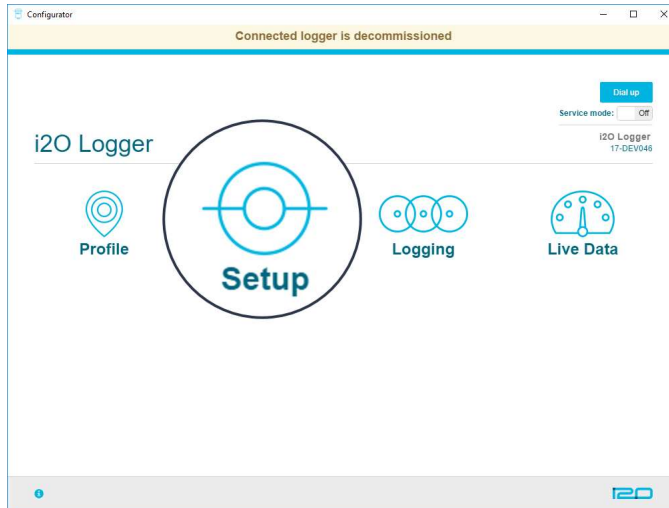 Configurator
Connected logger is decommissioned
Dial up
Service mode: Off
i2O Logger
i2O Logger
17-DEV046
Profile
Setup
Logging
Live Data
i2O